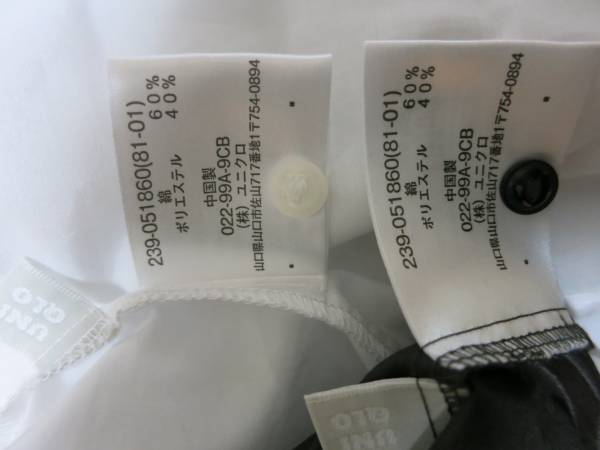 239-051860(81-01)
綿 60%
ポリエステル 40%
中国製
022-99A-9CB
(株) ユニクロ
山口県山口市佐山717番地1〒754-0894
UNI
QLO
239-051860(81-01)
綿 60%
ポリエステル 40%
中国製
022-99A-9CB
(株) ユニクロ
山口県山口市佐山717番地1〒754-0894
UNI
QLO